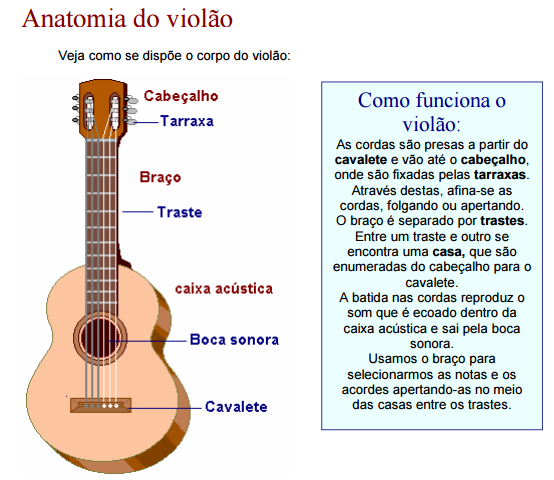 Anatomia do violão
Veja como se dispõe o corpo do violão:
Cabeçalho
Tarraxa
Braço
Traste
caixa acústica
Boca sonora
Cavalete
Como funciona o
violão:
As cordas são presas a partir do
cavalete e vão até o cabeçalho,
onde são fixadas pelas tarraxas.
Através destas, afina-se as
cordas, folgando ou apertando.
O braço é separado por trastes.
Entre um traste e outro se
encontra uma casa, que são
enumeradas do cabeçalho para o
cavalete.
A batida nas cordas reproduz o
som que é ecoado dentro da
caixa acústica e sai pela boca
sonora.
Usamos o braço para
selecionarmos as notas e os
acordes apertando-as no meio
das casas entre os trastes.